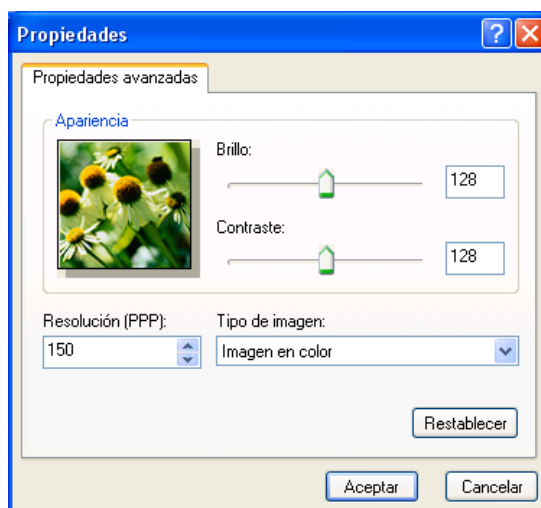 Propiedades
Propiedades avanzadas
Apariencia
Brillo:
128
Contraste:
128
Resolución (PPP):
Tipo de imagen:
150
Imagen en color
Restablecer
Aceptar
Cancelar